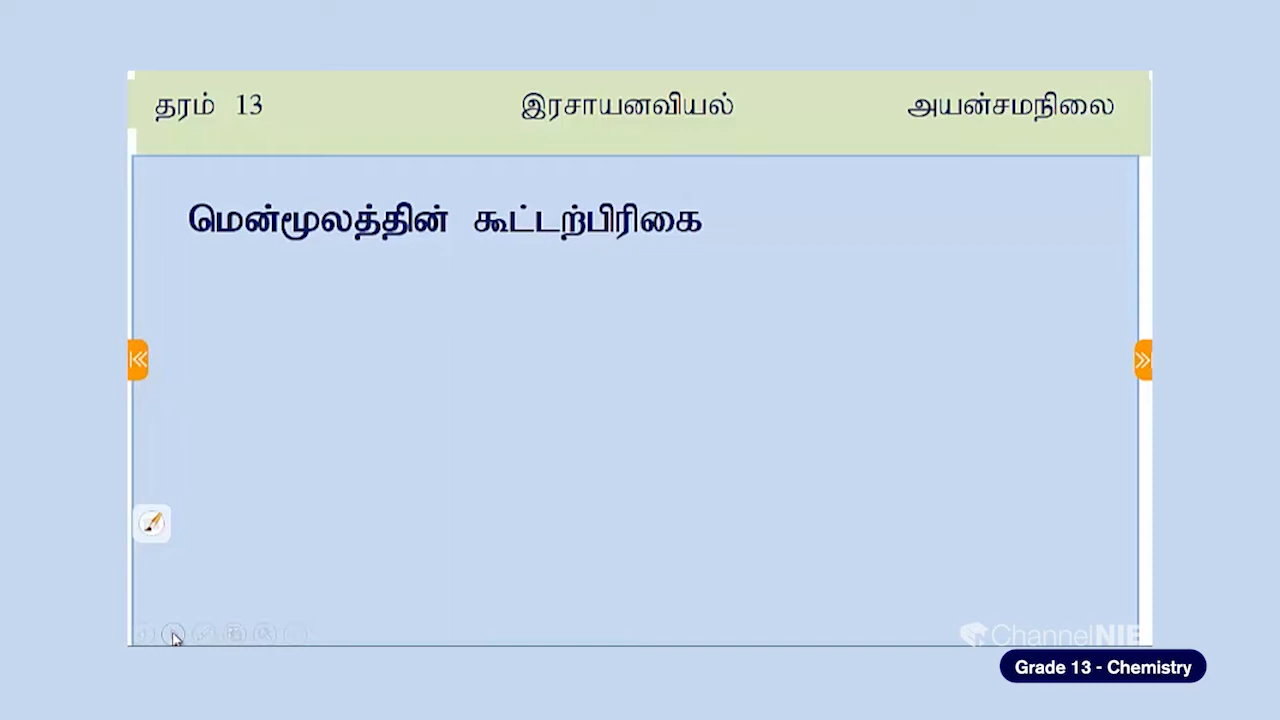 தரம் 13 இரசாயனவியல் அயன்சமநிலை
மென்மூலத்தின் கூட்டற்பிரிகை
ChannelNIE
Grade 13 - Chemistry